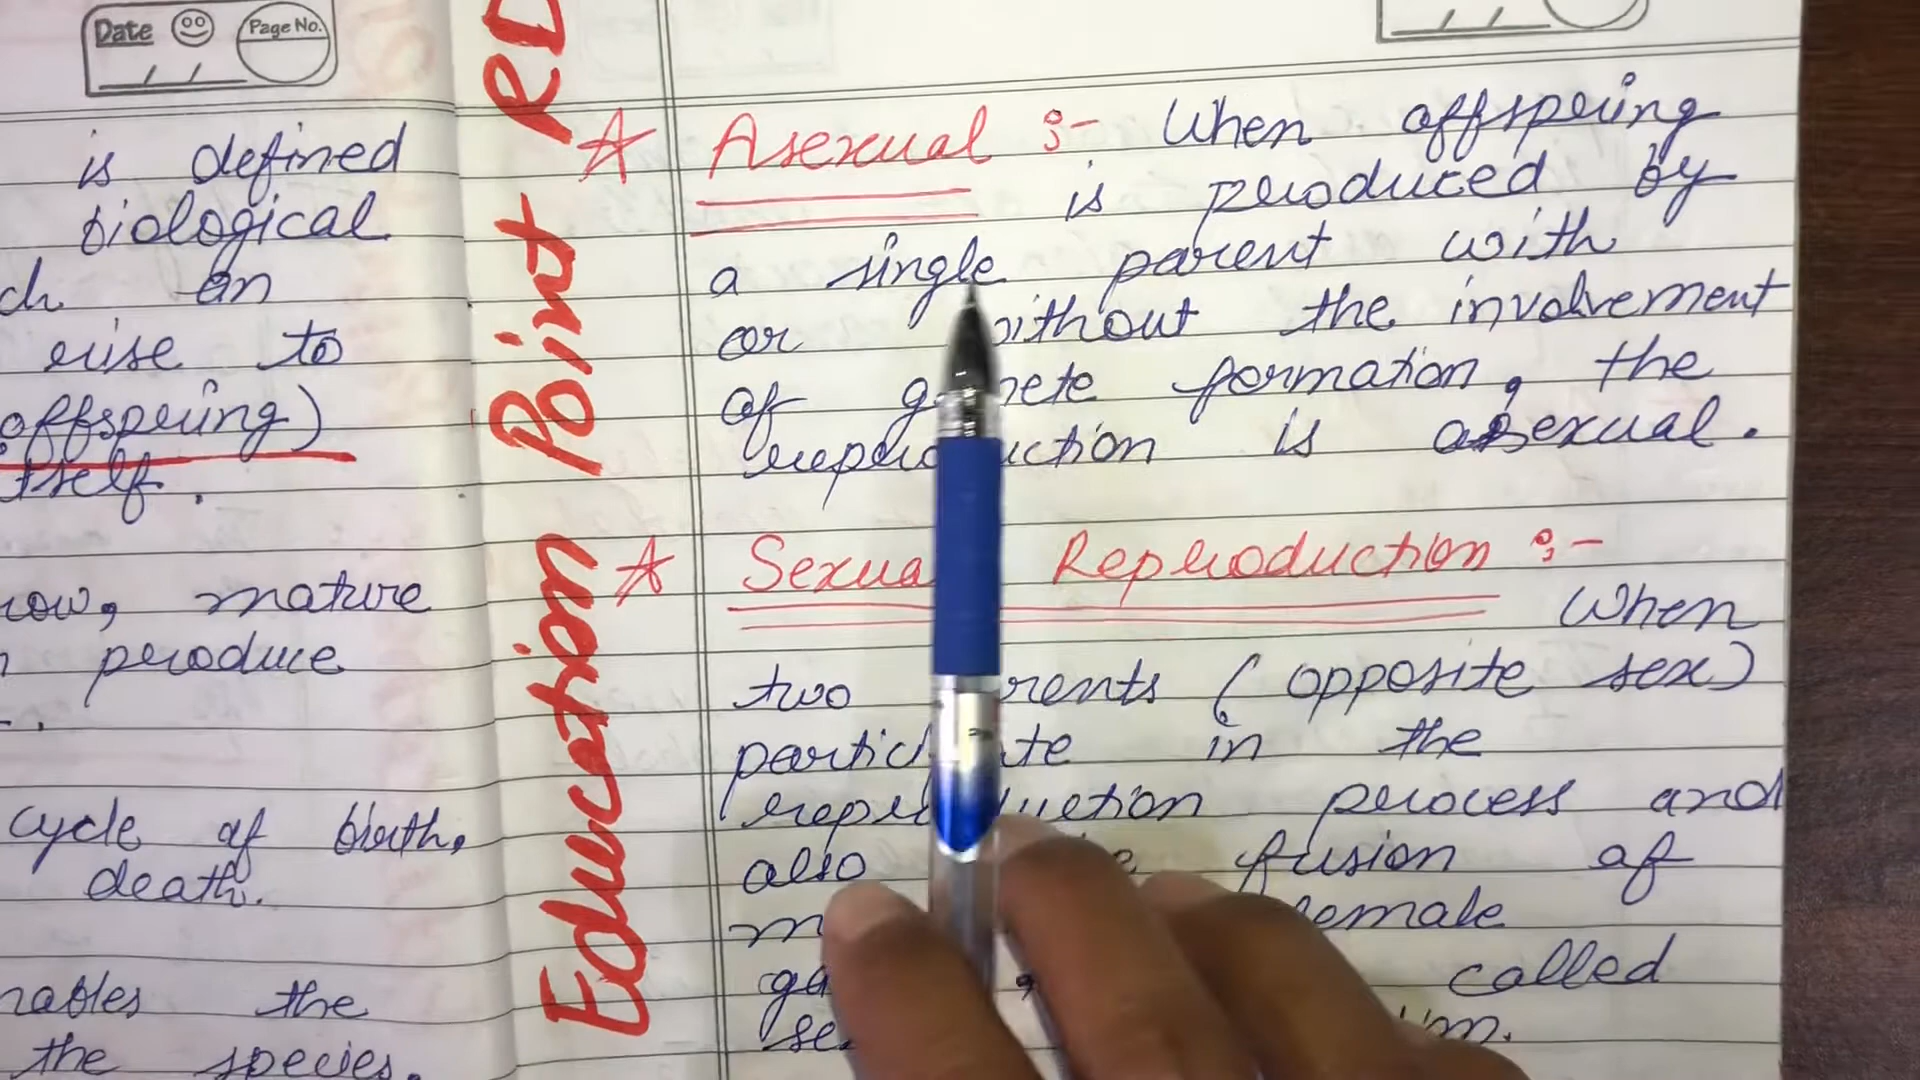 Date Page No.
is defined
biological
ch an
rise to
offspring)
itself.
row, mature
produce
cycle of birth,
death.
nables the
the species.
Education Point RD
☆ Asexual :- When offspring
is produced by
a single parent with
or without the involvement
of gamete formation, the
reproduction is asexual.
☆ Sexual Reproduction :-
When
two parents (opposite sex)
participate in the
reproduction process and
also fusion of
female
called